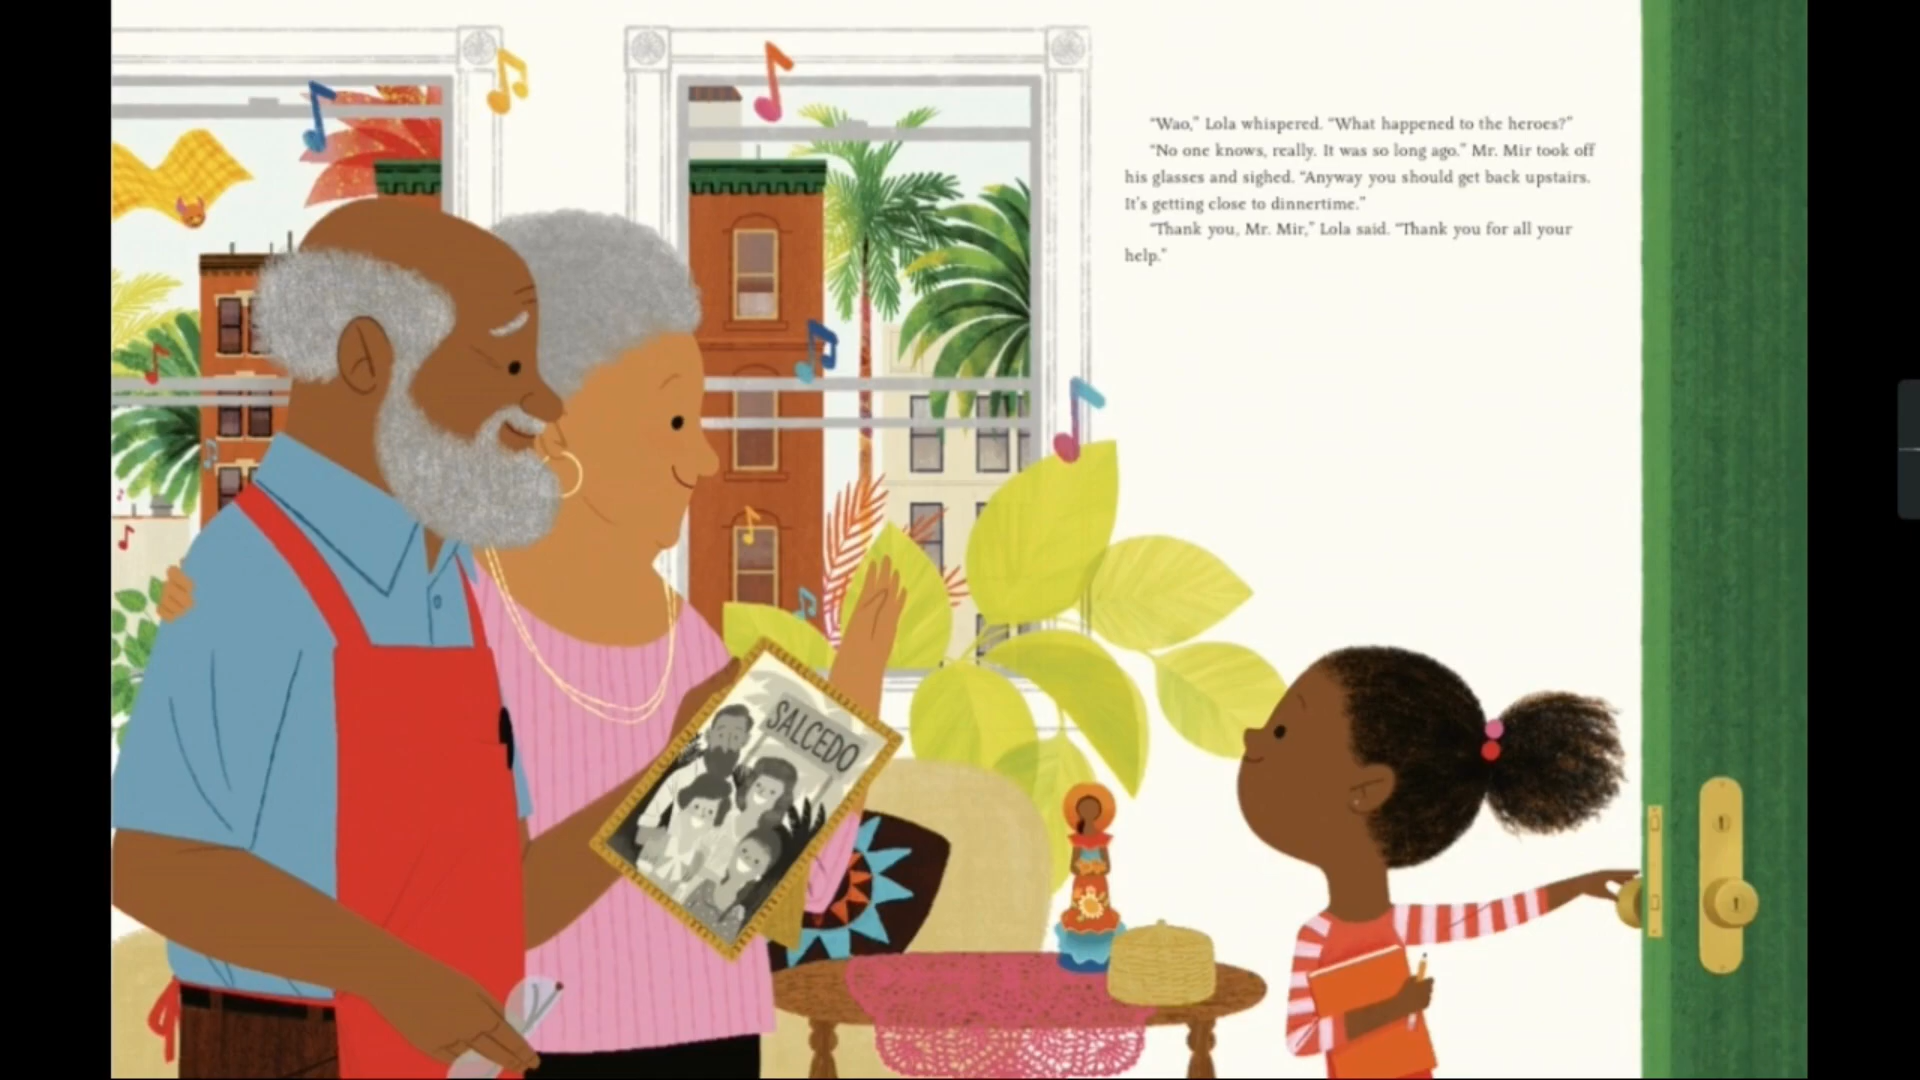 “Wao,” Lola whispered. “What happened to the heroes?”
“No one knows, really. It was so long ago.” Mr. Mir took off
his glasses and sighed. “Anyway you should get back upstairs.
It’s getting close to dinnertime.”
“Thank you, Mr. Mir,” Lola said. “Thank you for all your
help.”
SALCEDO